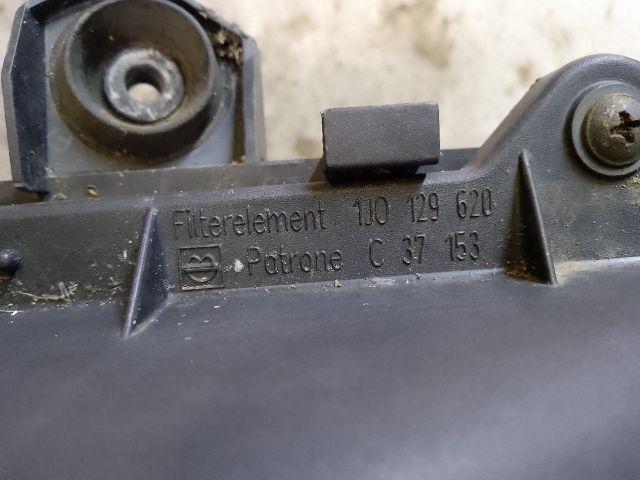 Filterelement 1J0 129 620
Patrone C 37 153